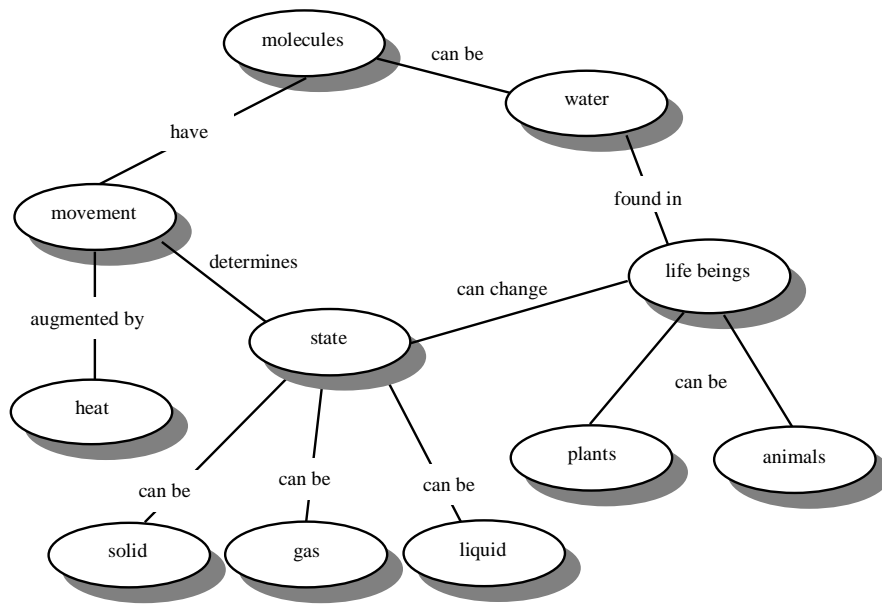 molecules
can be
water
have
found in
movement
determines
life beings
can change
augmented by
state
can be
heat
plants
animals
can be
can be
can be
solid
gas
liquid